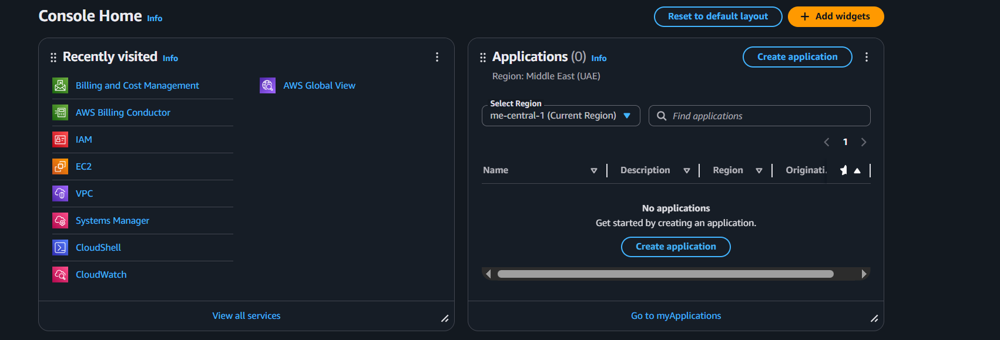 Console Home Info
Reset to default layout
Add widgets
Recently visited Info
Billing and Cost Management
AWS Billing Conductor
IAM
EC2
VPC
Systems Manager
CloudShell
CloudWatch
AWS Global View
View all services
Applications (0) Info
Create application
Region: Middle East (UAE)
Select Region
me-central-1 (Current Region)
Find applications
1
Name Description Region Originati.
No applications
Get started by creating an application.
Create application
Go to myApplications